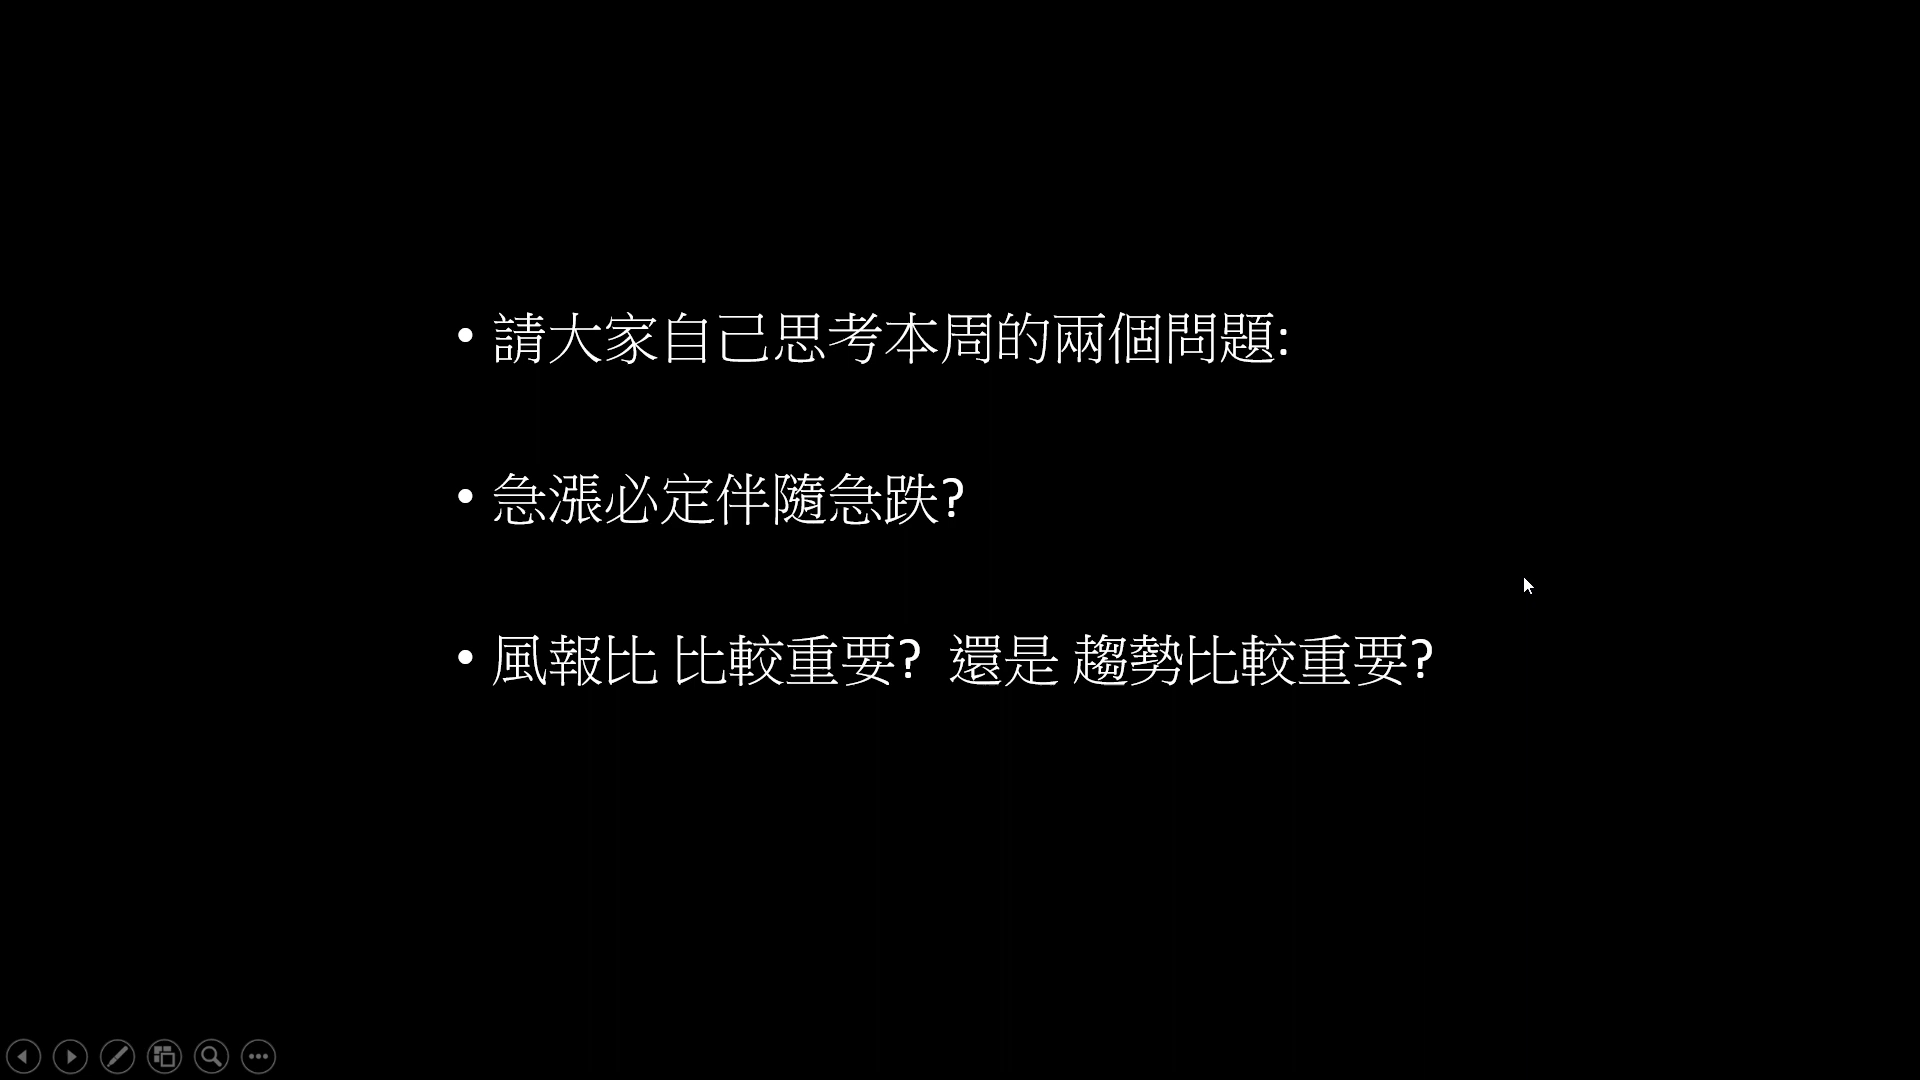 • 請大家自己思考本周的兩個問題:
• 急漲必定伴隨急跌?
• 風報比 比較重要? 還是 趨勢比較重要?